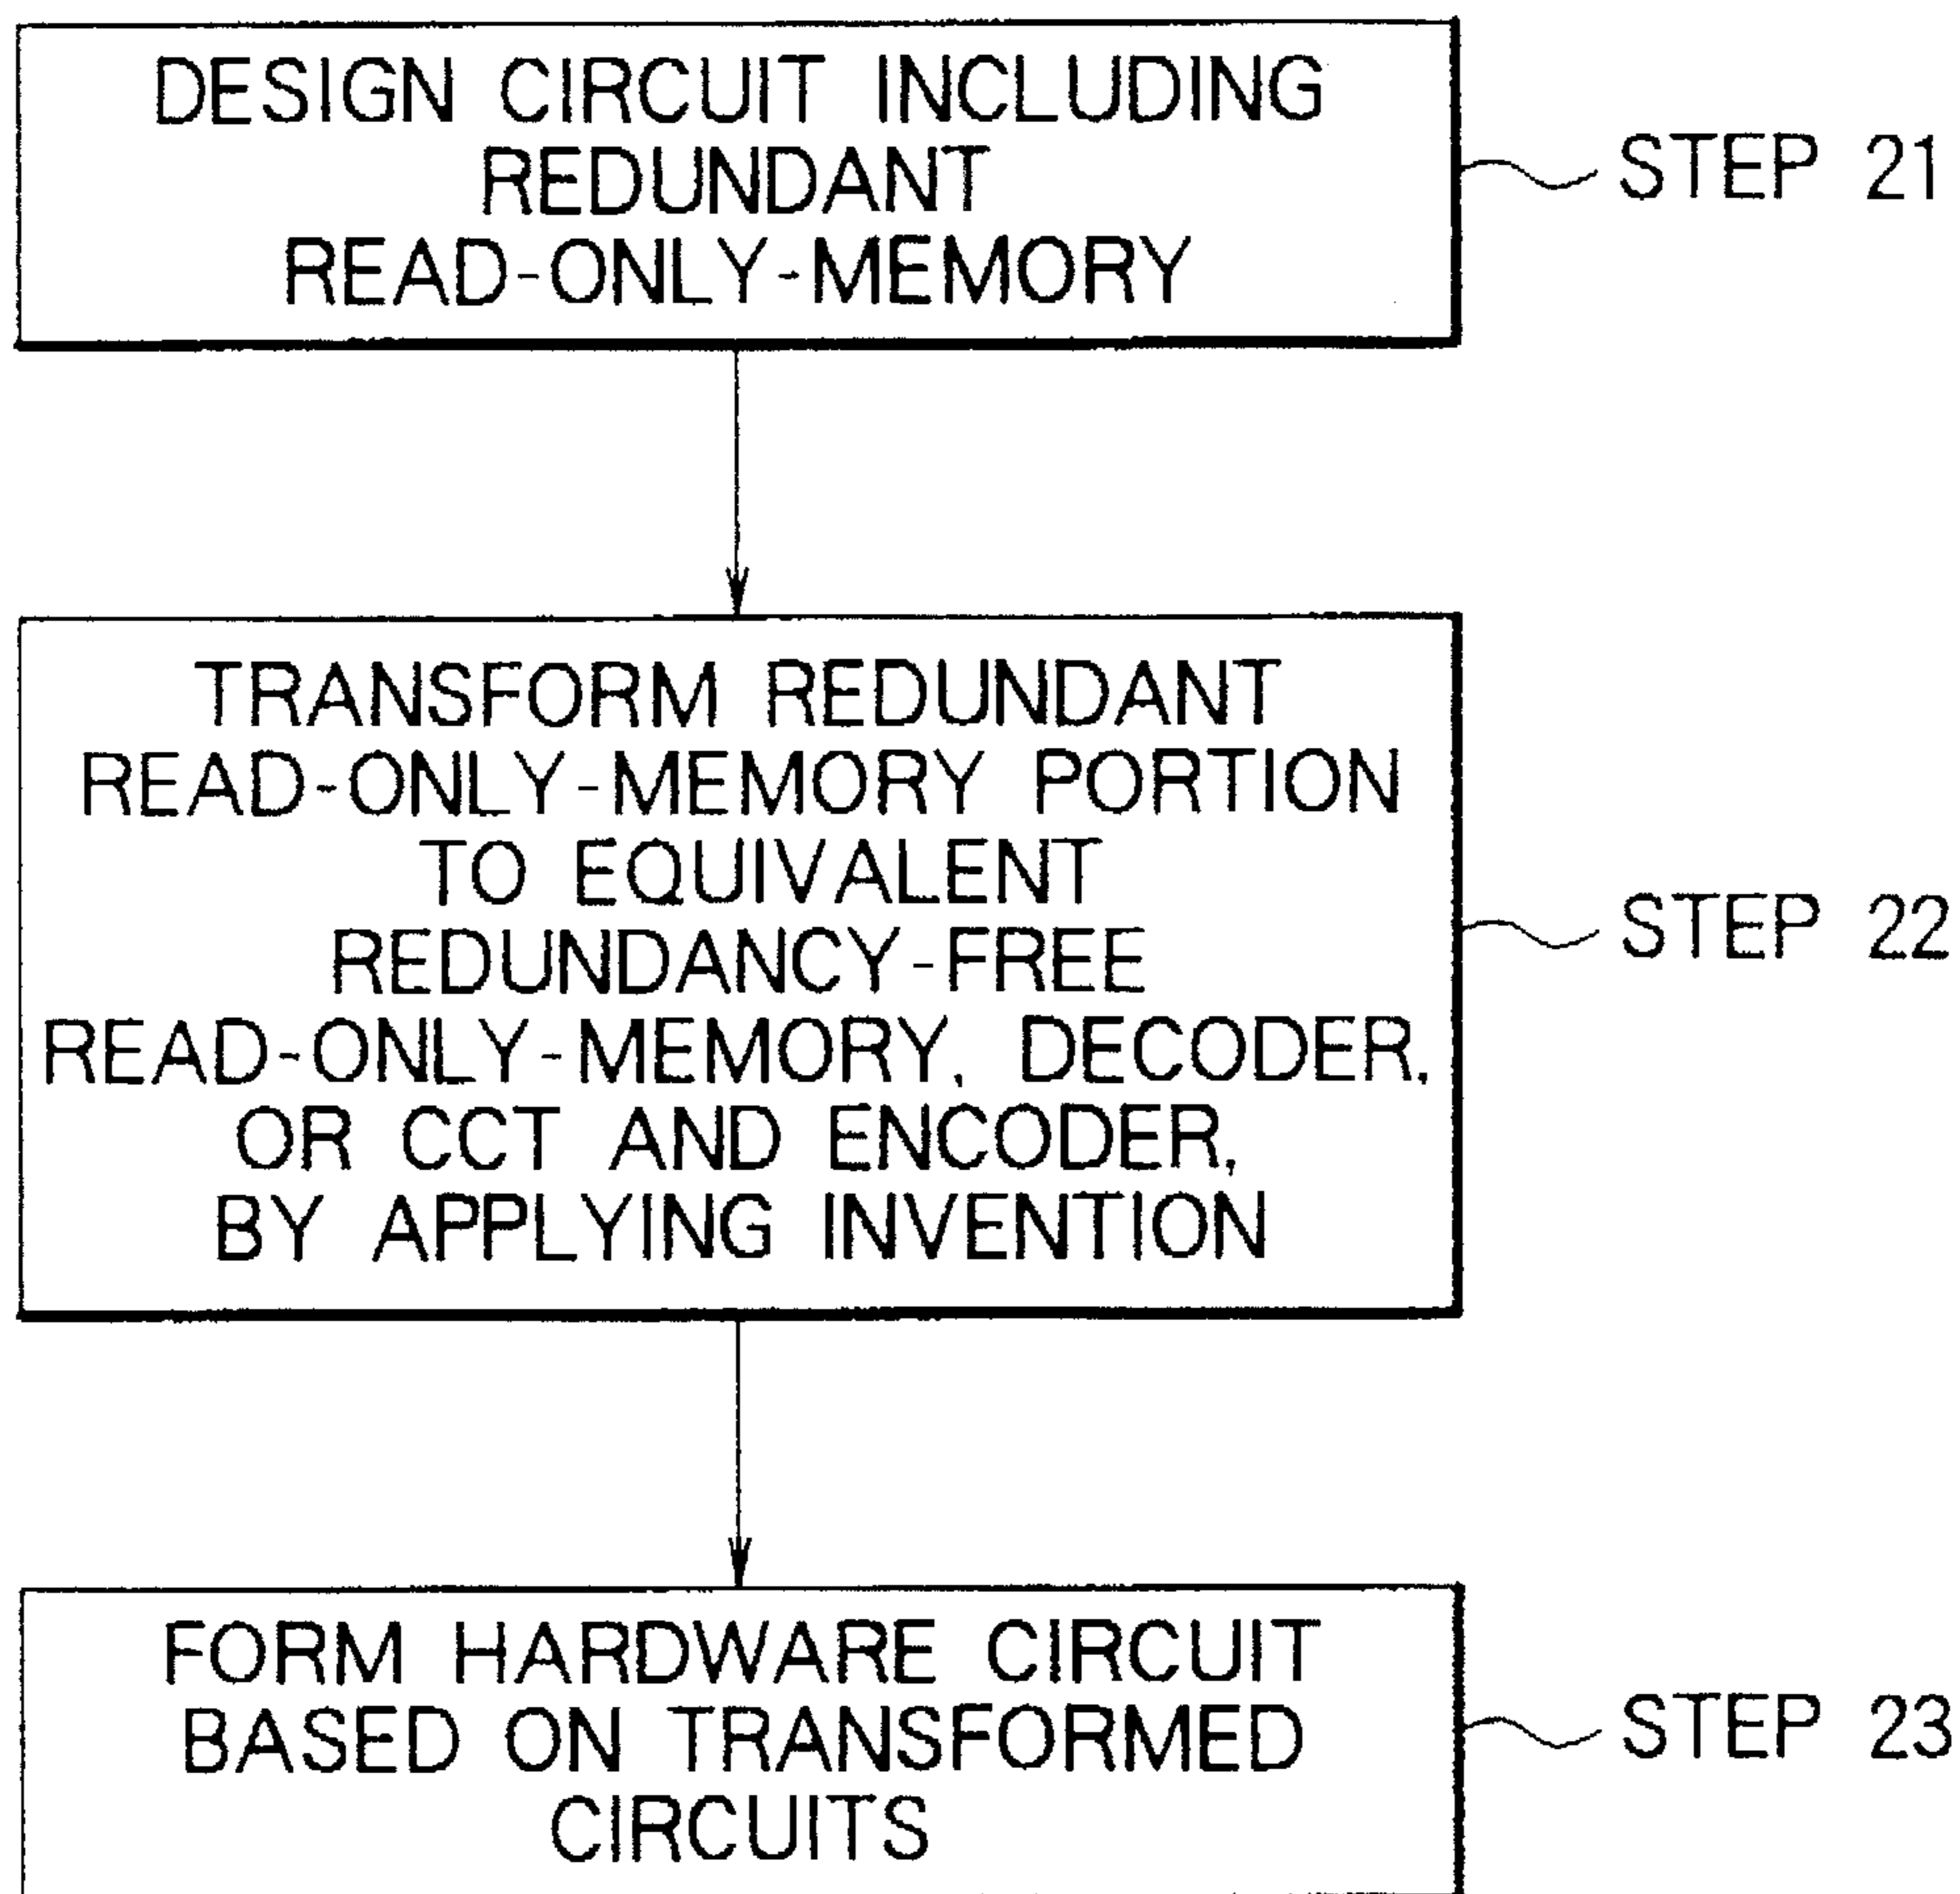 DESIGN CIRCUIT INCLUDING
REDUNDANT
READ-ONLY-MEMORY
STEP 21
TRANSFORM REDUNDANT
READ-ONLY-MEMORY PORTION
TO EQUIVALENT
REDUNDANCY-FREE
READ-ONLY-MEMORY, DECODER,
OR CCT AND ENCODER,
BY APPLYING INVENTION
STEP 22
FORM HARDWARE CIRCUIT
BASED ON TRANSFORMED
CIRCUITS
STEP 23